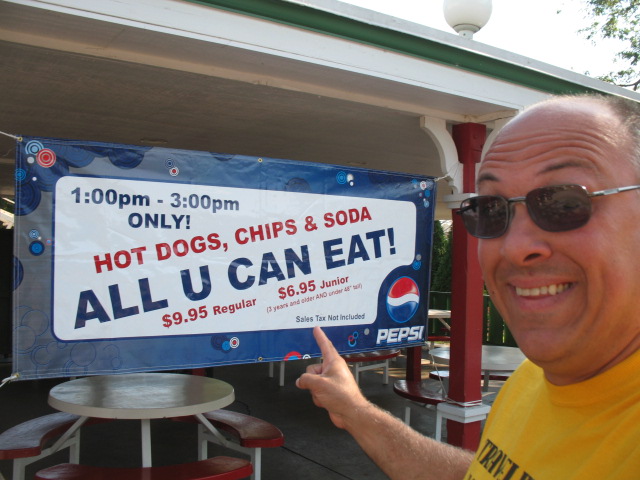 1:00pm - 3:00pm
ONLY!
HOT DOGS, CHIPS & SODA
ALL U CAN EAT!
$9.95 Regular $6.95 Junior
(3 years and older AND under 48" tall)
Sales Tax Not Included
PEPSI